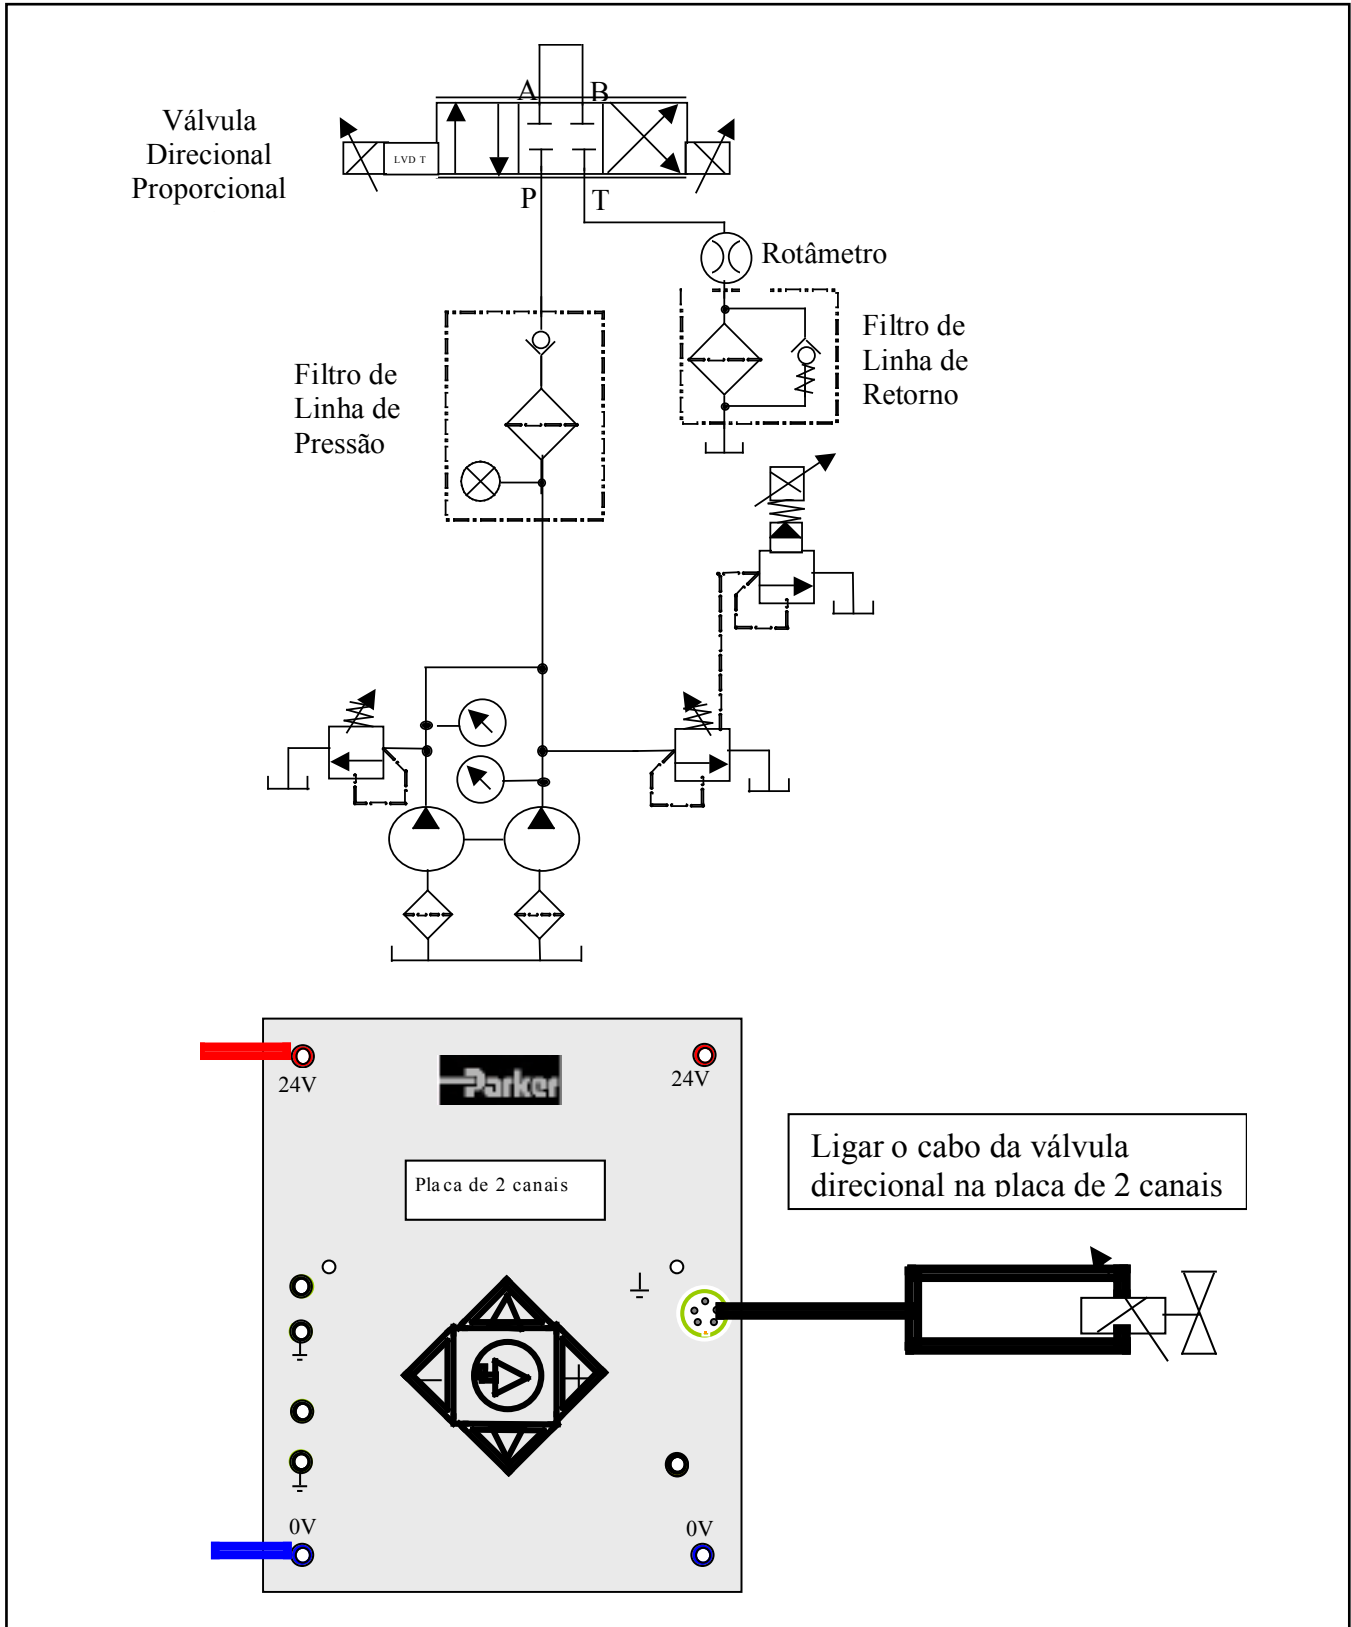 A B
Válvula
Direcional
Proporcional
LVD T
P T
Rotâmetro
Filtro de
Linha de
Retorno
Filtro de
Linha de
Pressão
24V
Parker
24V
Placa de 2 canais
Ligar o cabo da válvula
direcional na placa de 2 canais
0V
0V